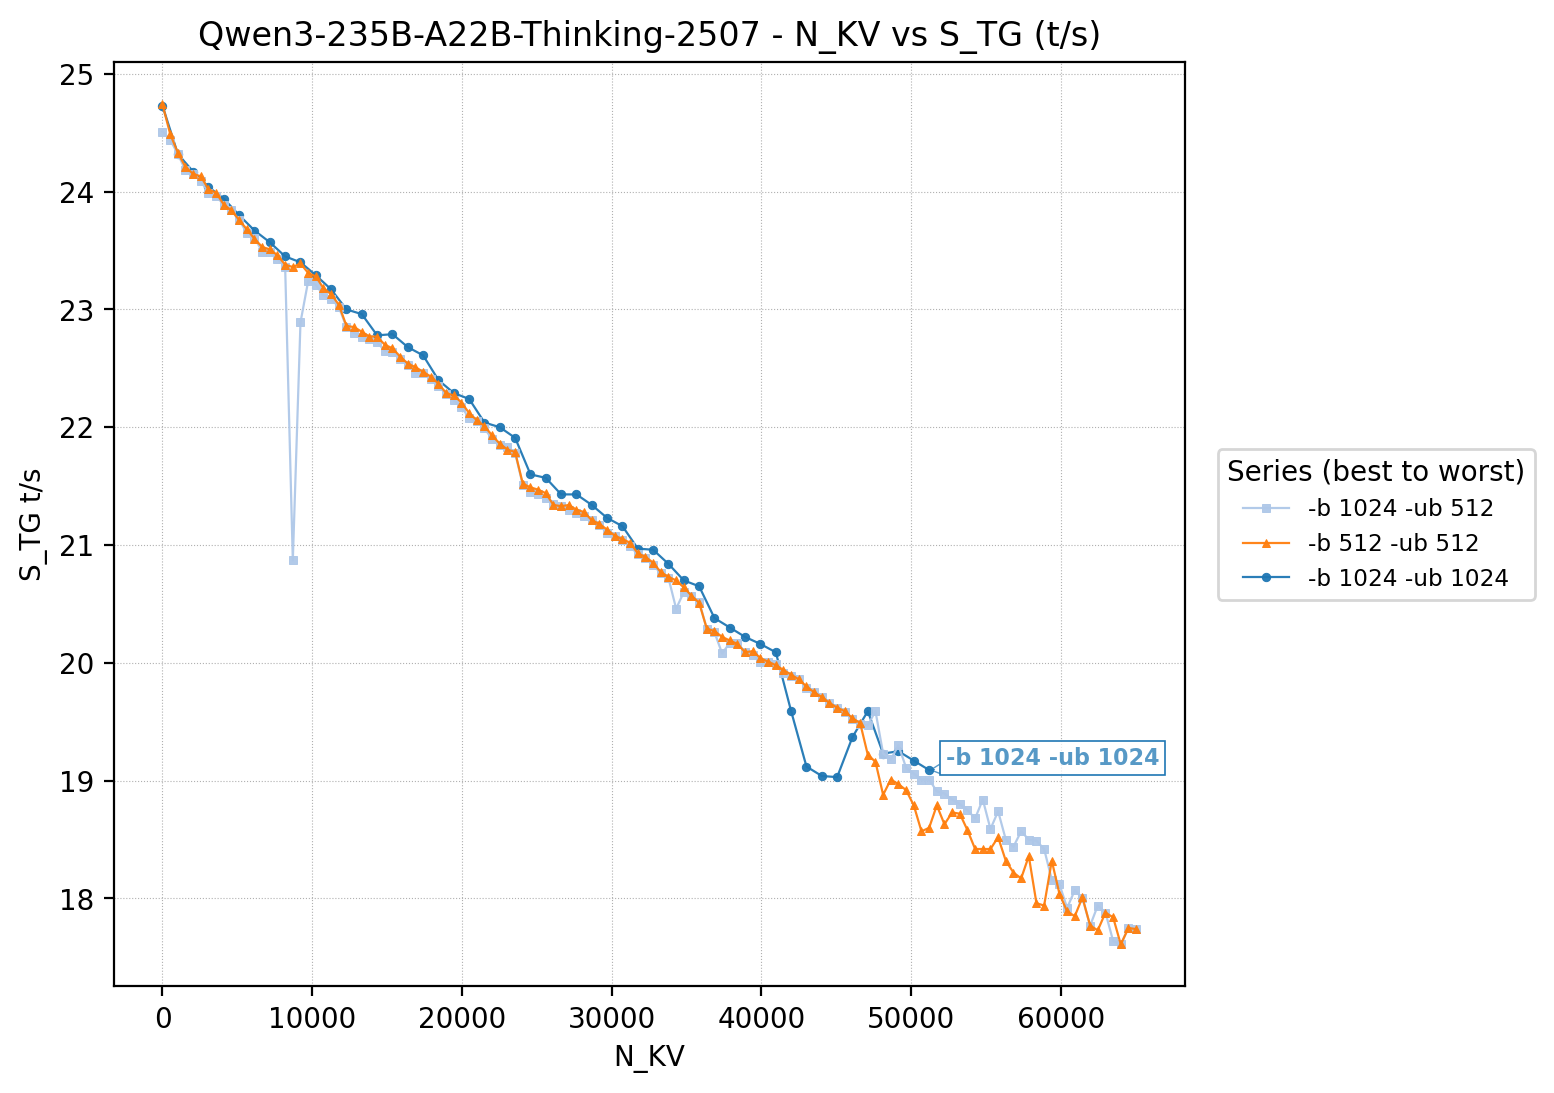 Qwen3-235B-A22B-Thinking-2507 - N_KV vs S_TG (t/s)
S_TG t/s
25
24
23
22
21
20
19
18
-b 1024 -ub 1024
0
10000
20000
30000
40000
50000
60000
N_KV
Series (best to worst)
-b 1024 -ub 512
-b 512 -ub 512
-b 1024 -ub 1024